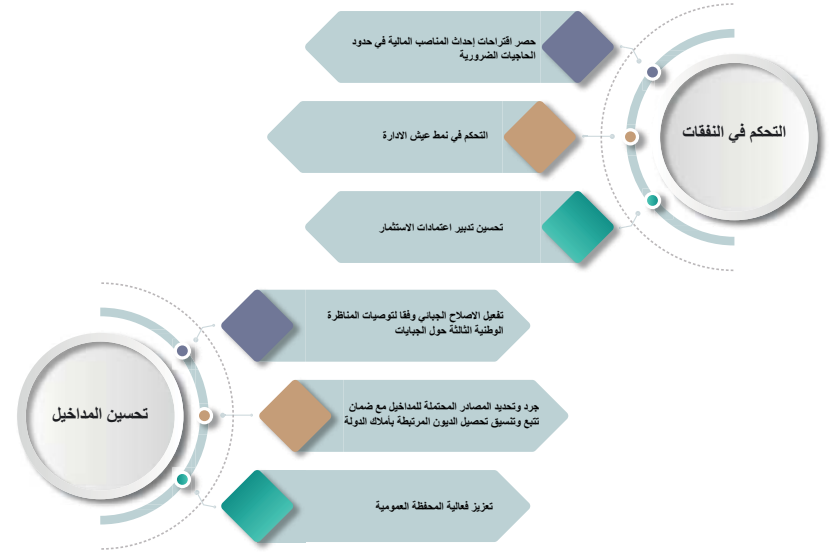 التحكم في النفقات
حصر اقتراحات إحداث المناصب المالية في حدود
الحاجيات الضرورية
التحكم في نمط عيش الادارة
تحسين تدبير اعتمادات الاستثمار
تحسين المداخيل
تفعيل الاصلاح الجبائي وفقا لتوصيات المناظرة
الوطنية الثالثة حول الجبايات
جرد وتحديد المصادر المحتملة للمداخيل مع ضمان
تتبع وتنسيق تحصيل الديون المرتبطة بأملاك الدولة
تعزيز فعالية المحفظة العمومية